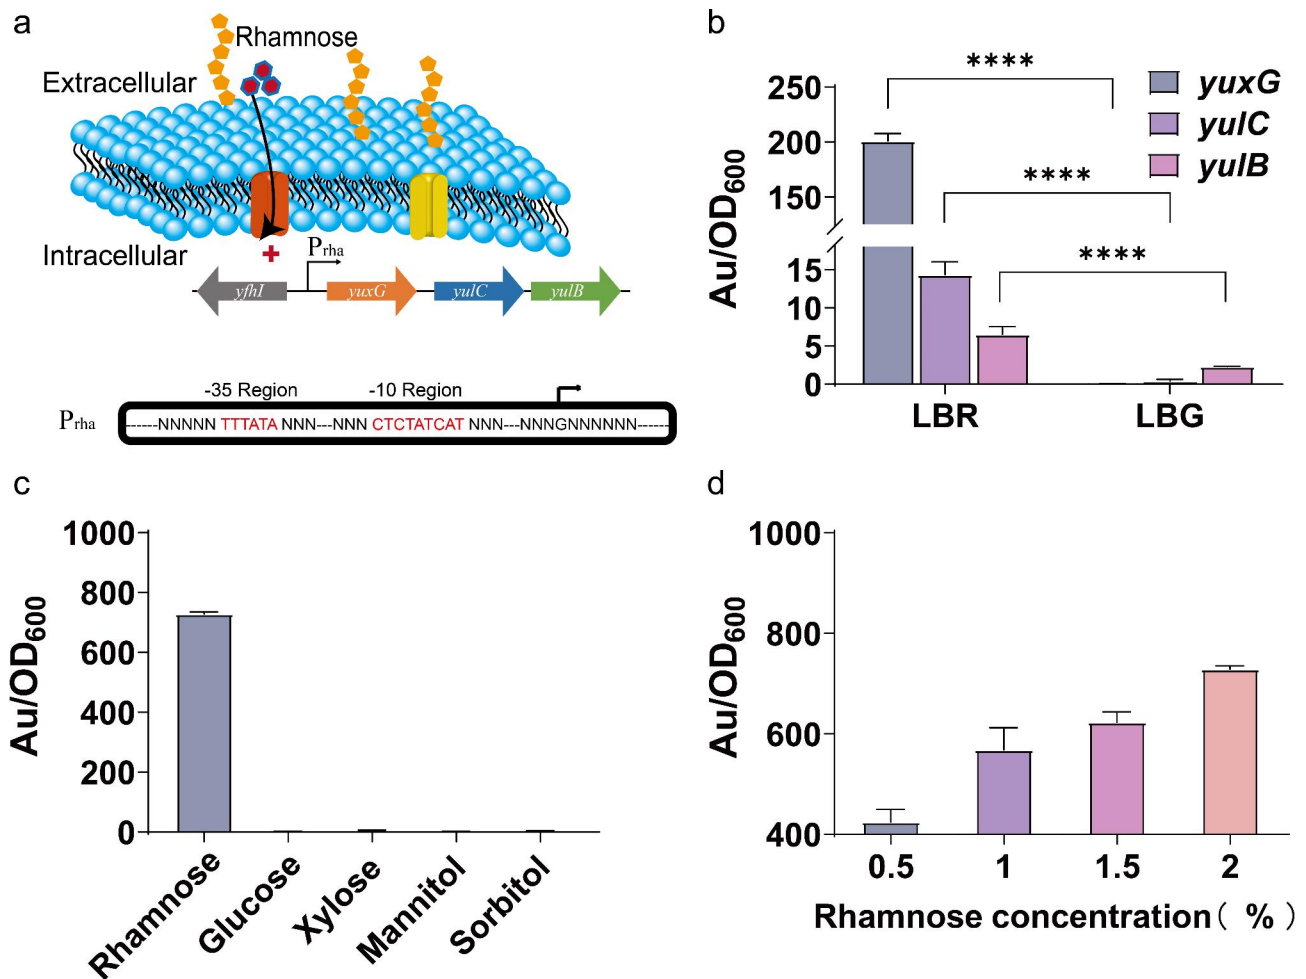 a
Rhamnose
Extracellular
Intracellular
+
Prha
yfhI yuxG yulC yulB
-35 Region -10 Region
Prha
-----NNNNN TTTATA NNN---NNN CTCTATCAT NNN---NNNGNNNNNN-----
b
****
****
****
yuxG
yulC
yulB
Au/OD600
250
200
150
15
10
5
0
LBR LBG
c
Au/OD600
1000
800
600
400
200
0
Rhamnose Glucose Xylose Mannitol Sorbitol
d
Au/OD600
1000
800
600
400
0.5 1 1.5 2
Rhamnose concentration( %)